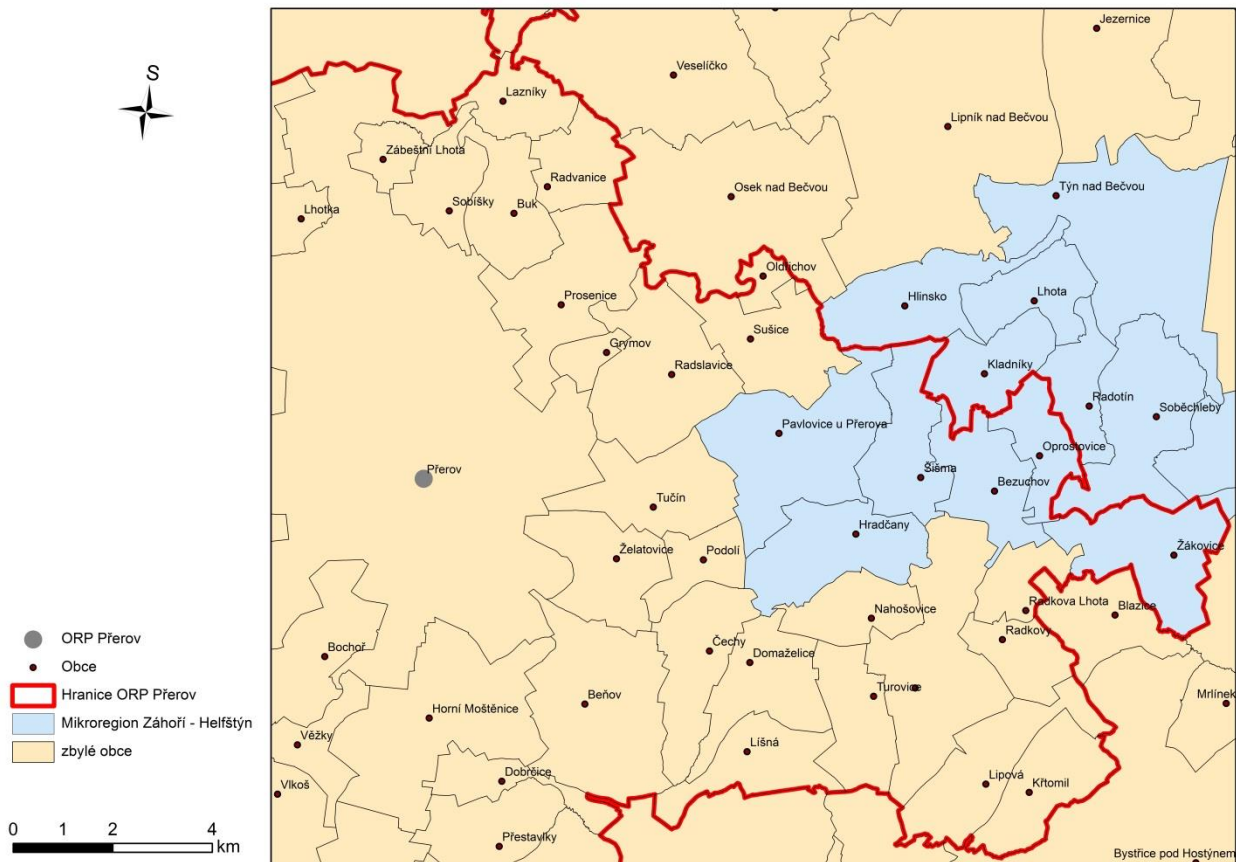 S
Jezernice
Veselíčko
Lazníky
Lipník nad Bečvou
Zábeštní Lhota
Radvanice
Osek nad Bečvou
Týn nad Bečvou
Lhotka
Sobíšky
Buk
Oldřichov
Prosenice
Hlinsko
Lhota
Sušice
Grymov
Radslavice
Kladníky
Radotín
Soběchleby
Pavlovice u Přerova
Oprostovice
Přerov
Šišma
Bezuchov
Tučín
Hradčany
Želatovice
Podolí
Žákovice
Nahošovice
Radkova Lhota
Blazice
Radkovy
Bochoř
Čechy
Domaželice
Beňov
Turovice
Mrlínek
Horní Moštěnice
Věžky
Líšná
Dobrčice
Lipová
Křtomil
Vlkoš
Přestavlky
Bystřice pod Hostýnem
ORP Přerov
Obce
Hranice ORP Přerov
Mikroregion Záhoří - Helfštýn
zbylé obce
0 1 2 4
km